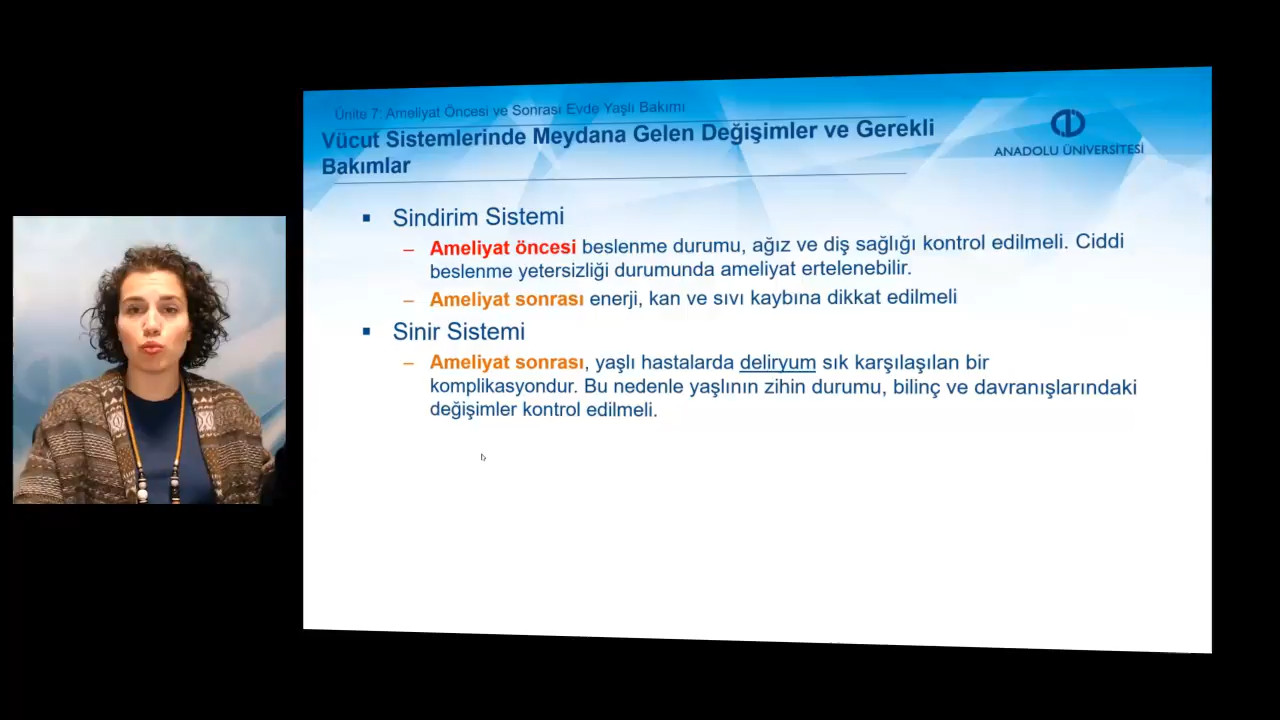 Ünite 7: Ameliyat Öncesi ve Sonrası Evde Yaşlı Bakımı
Vücut Sistemlerinde Meydana Gelen Değişimler ve Gerekli
Bakımlar
ANADOLU ÜNİVERSİTESİ
▪ Sindirim Sistemi
– Ameliyat öncesi beslenme durumu, ağız ve diş sağlığı kontrol edilmeli. Ciddi
beslenme yetersizliği durumunda ameliyat ertelenebilir.
– Ameliyat sonrası enerji, kan ve sıvı kaybına dikkat edilmeli
▪ Sinir Sistemi
– Ameliyat sonrası, yaşlı hastalarda deliryum sık karşılaşılan bir
komplikasyondur. Bu nedenle yaşlının zihin durumu, bilinç ve davranışlarındaki
değişimler kontrol edilmeli.